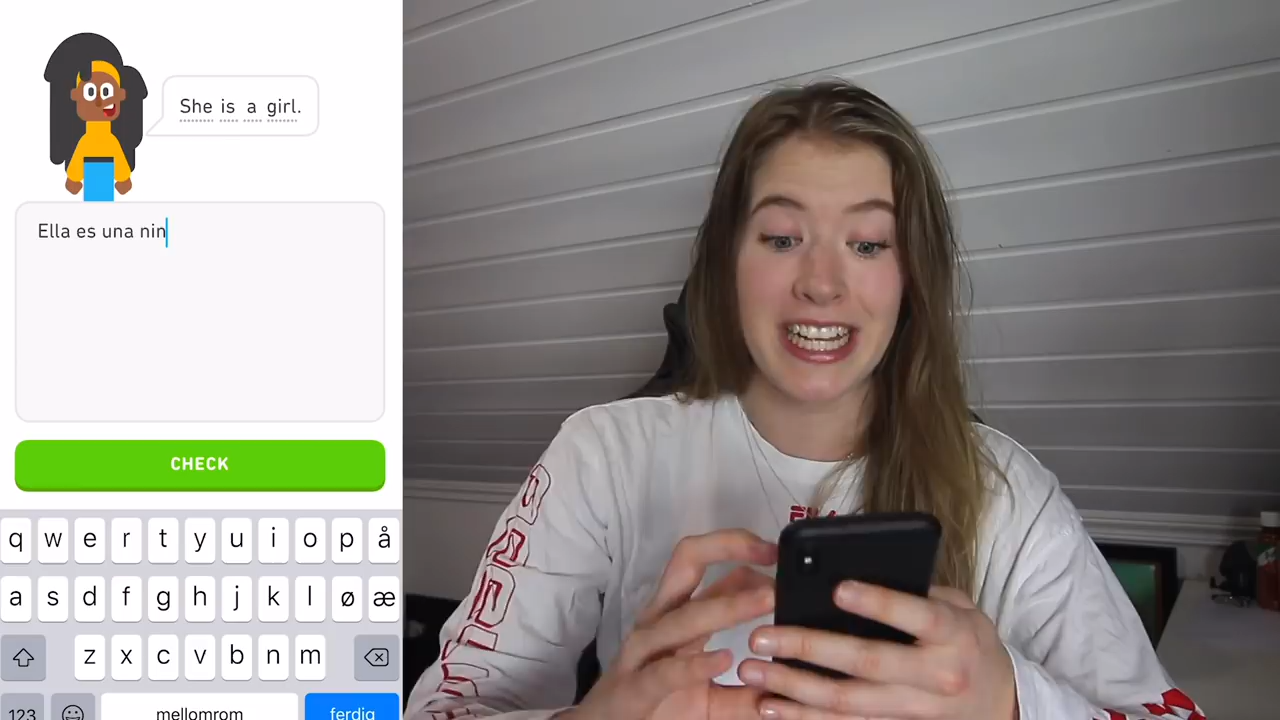 She is a girl.
Ella es una nin
CHECK
q w e r t y u i o p å
a s d f g h j k l ø æ
z x c v b n m
123 mellomrom ferdig